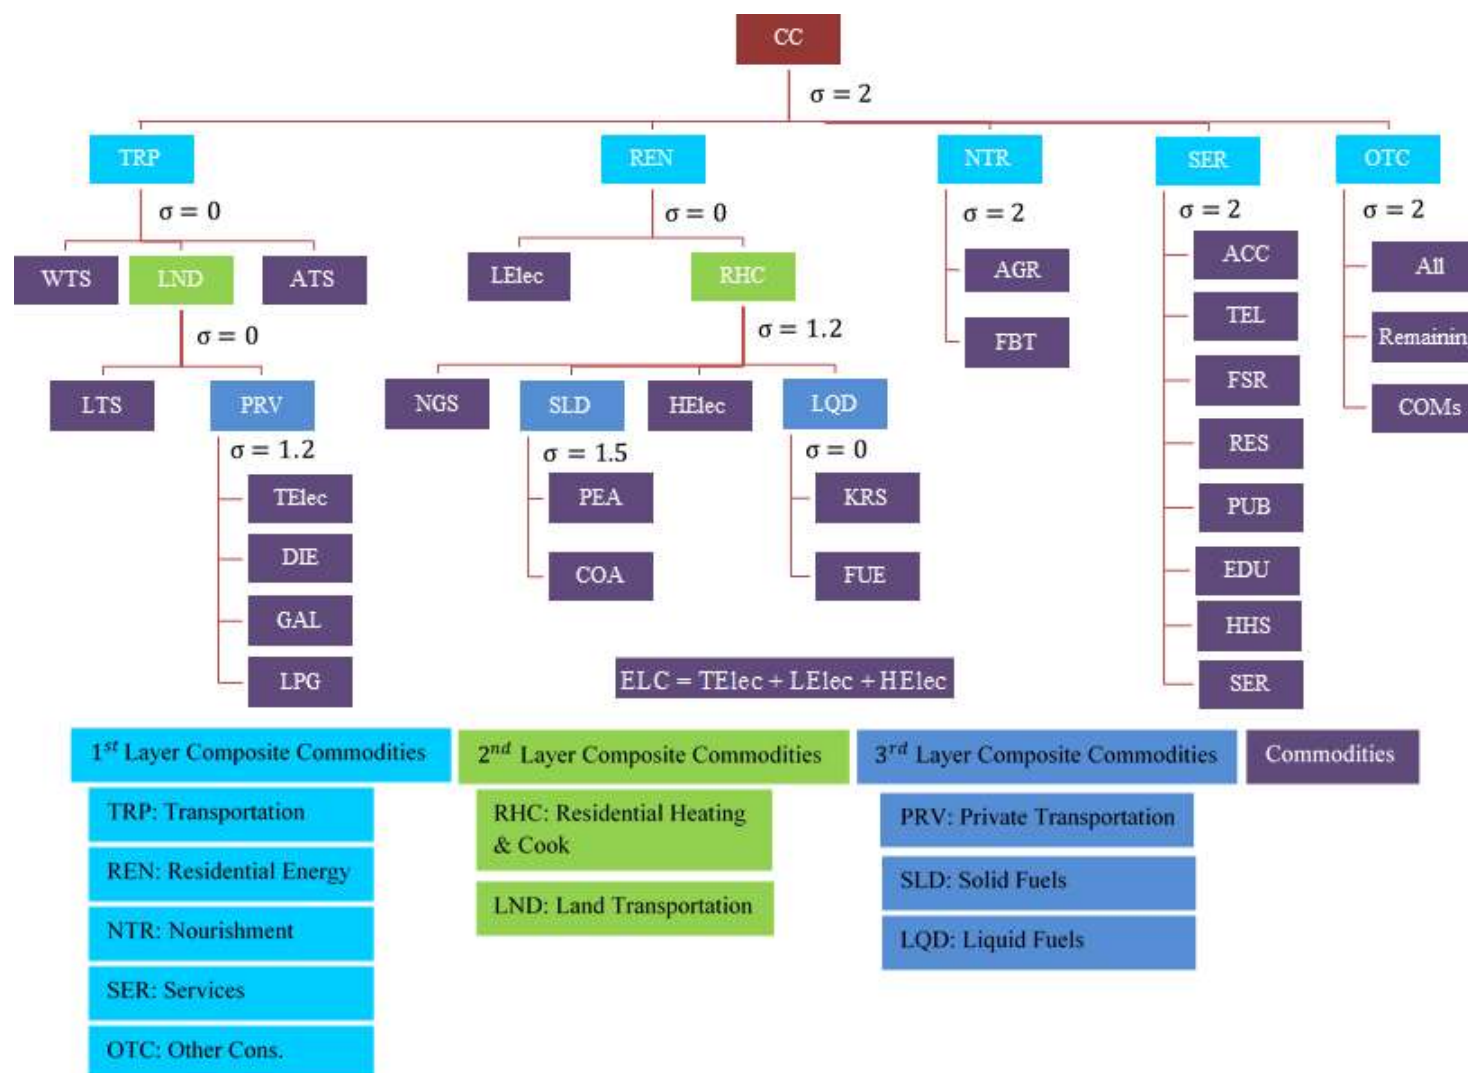 CC
σ = 2
TRP
REN
NTR
SER
OTC
σ = 0
σ = 0
σ = 2
σ = 2
σ = 2
WTS
LND
ATS
LElec
RHC
AGR
FBT
ACC
TEL
FSR
RES
PUB
EDU
HHS
SER
All
Remainin
COMs
σ = 0
σ = 1.2
LTS
PRV
NGS
SLD
HElec
LQD
σ = 1.2
σ = 1.5
σ = 0
TElec
DIE
GAL
LPG
PEA
COA
KRS
FUE
ELC = TElec + LElec + HElec
1st Layer Composite Commodities
TRP: Transportation
REN: Residential Energy
NTR: Nourishment
SER: Services
OTC: Other Cons.
2nd Layer Composite Commodities
RHC: Residential Heating
& Cook
LND: Land Transportation
3rd Layer Composite Commodities
PRV: Private Transportation
SLD: Solid Fuels
LQD: Liquid Fuels
Commodities